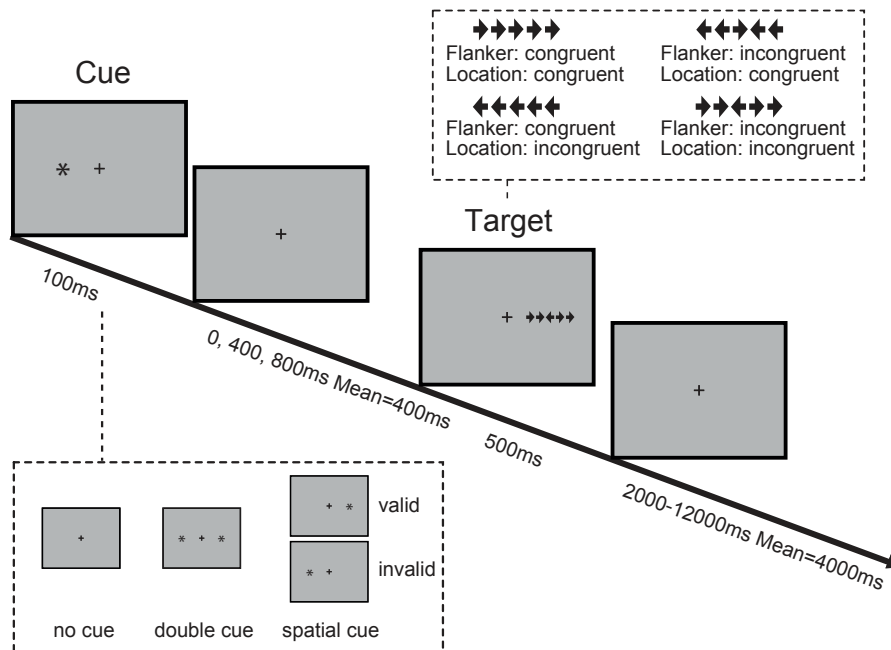 Flanker: congruent
Location: congruent
Flanker: incongruent
Location: congruent
Flanker: congruent
Location: incongruent
Flanker: incongruent
Location: incongruent
Cue
Target
100ms
0, 400, 800ms Mean=400ms
500ms
2000-12000ms Mean=4000ms
valid
invalid
no cue
double cue
spatial cue